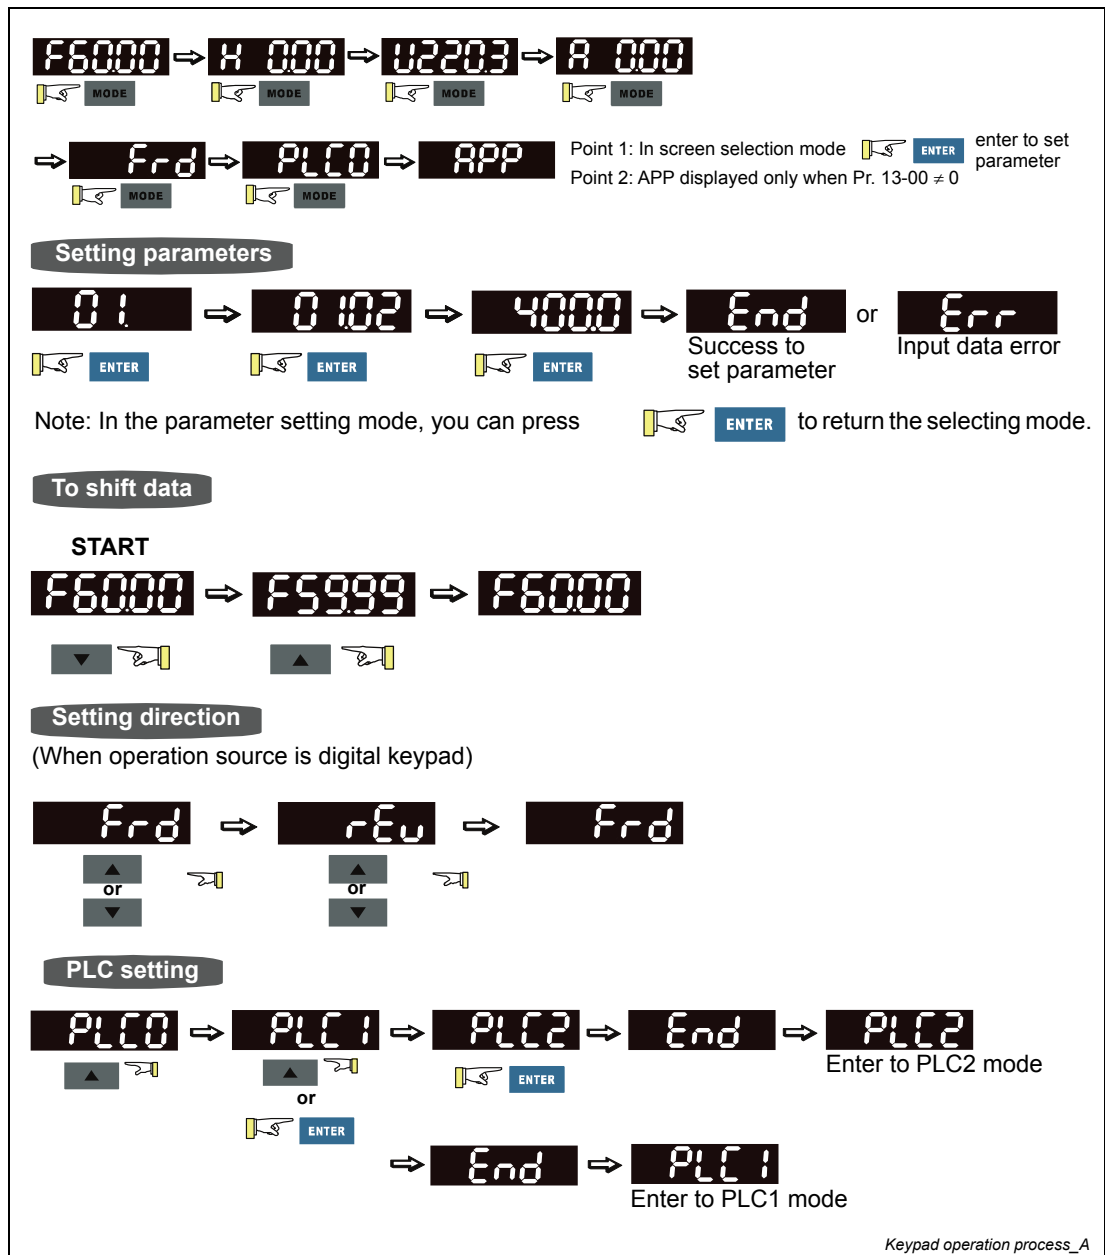 F60.00 H 0.00 U220.3 A 0.00
MODE MODE MODE MODE
Frd PLC0 APP
MODE MODE
Point 1: In screen selection mode ENTER enter to set
parameter
Point 2: APP displayed only when Pr. 13-00 ≠ 0
Setting parameters
01. 01.02 400.0 End or Err
ENTER ENTER ENTER
Success to
set parameter
Input data error
Note: In the parameter setting mode, you can press ENTER to return the selecting mode.
To shift data
START
F60.00 F59.99 F60.00
▼ ▲
Setting direction
(When operation source is digital keypad)
Frd rEv Frd
▲ ▲
or or
▼ ▼
PLC setting
PLC0 PLC1 PLC2 End PLC2
▲ ▲ ENTER
Enter to PLC2 mode
or
ENTER
End PLC1
Enter to PLC1 mode
Keypad operation process_A